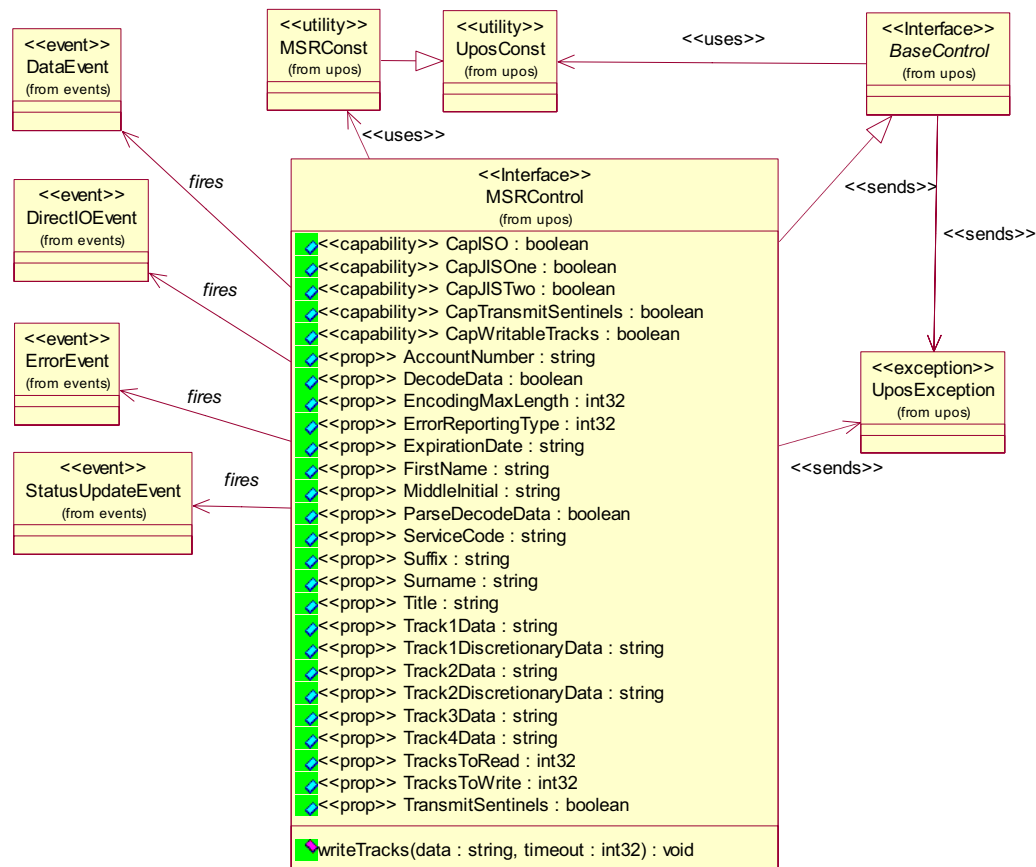 <<event>>
DataEvent
(from events)
<<utility>>
MSRConst
(from upos)
<<utility>>
UposConst
(from upos)
<<uses>>
<<Interface>>
BaseControl
(from upos)
<<uses>>
fires
<<event>>
DirectIOEvent
(from events)
fires
<<event>>
ErrorEvent
(from events)
fires
<<event>>
StatusUpdateEvent
(from events)
fires
<<sends>>
<<sends>>
<<exception>>
UposException
(from upos)
<<sends>>
<<Interface>>
MSRControl
(from upos)
<<capability>> CapISO : boolean
<<capability>> CapJISOne : boolean
<<capability>> CapJISTwo : boolean
<<capability>> CapTransmitSentinels : boolean
<<capability>> CapWritableTracks : boolean
<<prop>> AccountNumber : string
<<prop>> DecodeData : boolean
<<prop>> EncodingMaxLength : int32
<<prop>> ErrorReportingType : int32
<<prop>> ExpirationDate : string
<<prop>> FirstName : string
<<prop>> MiddleInitial : string
<<prop>> ParseDecodeData : boolean
<<prop>> ServiceCode : string
<<prop>> Suffix : string
<<prop>> Surname : string
<<prop>> Title : string
<<prop>> Track1Data : string
<<prop>> Track1DiscretionaryData : string
<<prop>> Track2Data : string
<<prop>> Track2DiscretionaryData : string
<<prop>> Track3Data : string
<<prop>> Track4Data : string
<<prop>> TracksToRead : int32
<<prop>> TracksToWrite : int32
<<prop>> TransmitSentinels : boolean
writeTracks(data : string, timeout : int32) : void